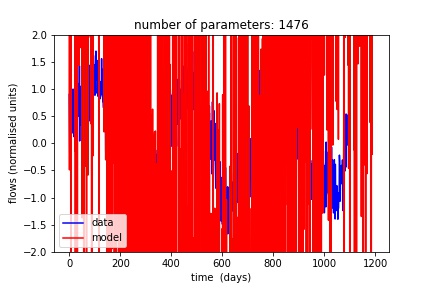 number of parameters: 1476
flows (normalised units)
2.0
1.5
1.0
0.5
0.0
−0.5
−1.0
−1.5
−2.0
data
model
0 200 400 600 800 1000 1200
time (days)